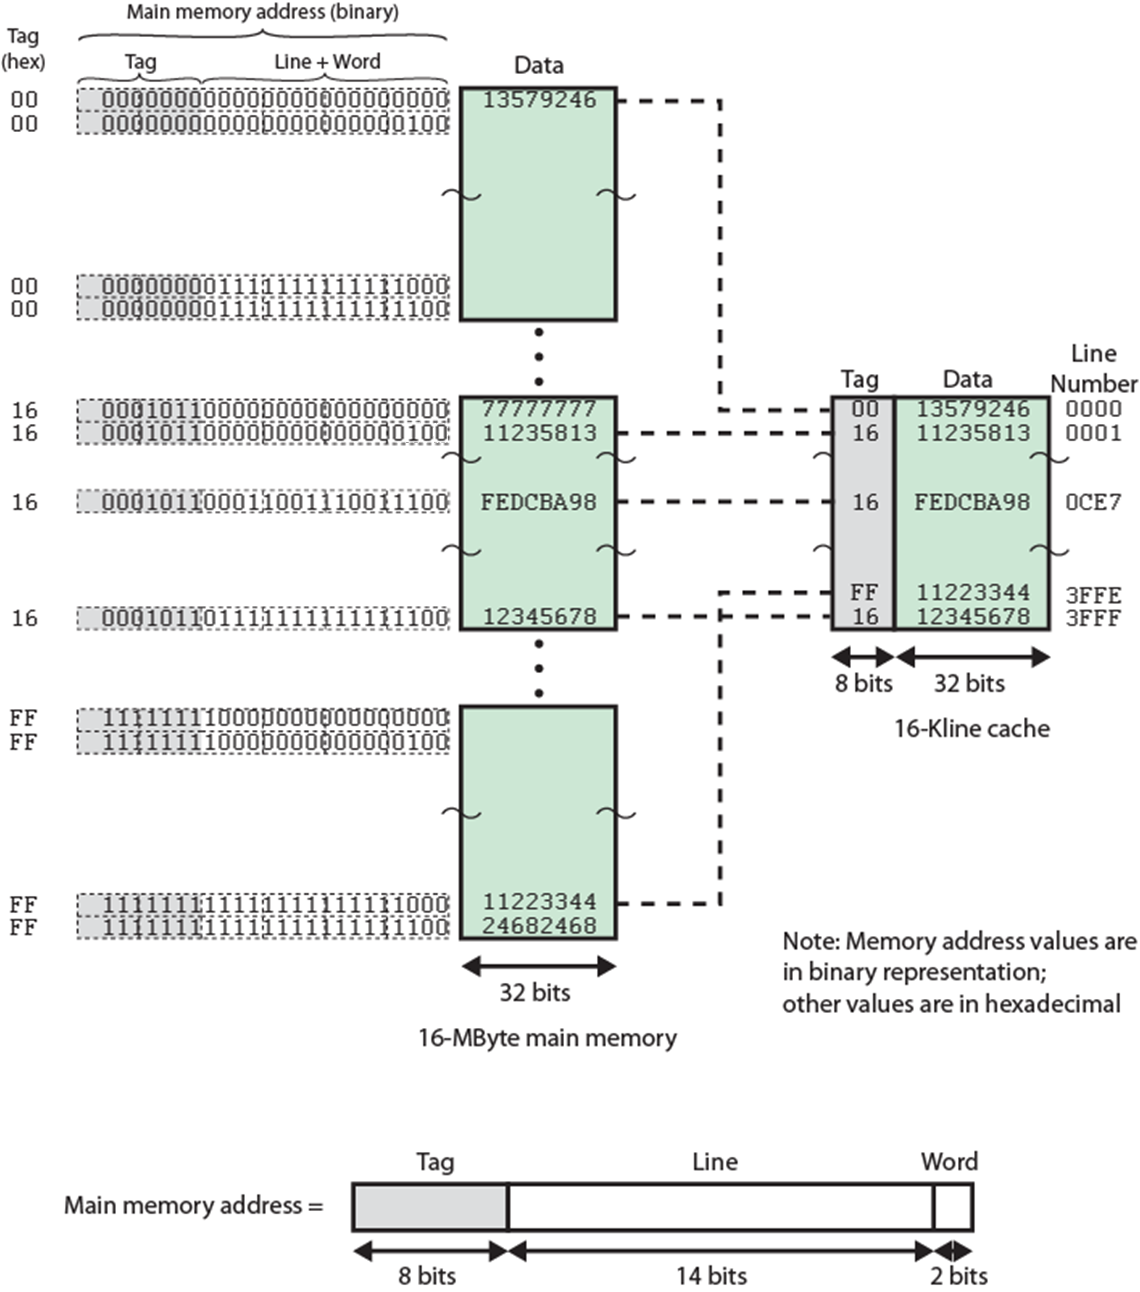 Main memory address (binary)
Tag
(hex)
Tag Line + Word Data
00 000000000000000000000000 13579246
00 000000000000000000000100
00 000000001111111111111000
00 000000001111111111111100
Line
Tag Data Number
16 000101100000000000000000 77777777 00 13579246 0000
16 000101100000000000000100 11235813 16 11235813 0001
16 000101100011001110011100 FEDCBA98 16 FEDCBA98 0CE7
FF 11223344 3FFE
16 000101101111111111111100 12345678 16 12345678 3FFF
8 bits 32 bits
16-Kline cache
FF 111111110000000000000000
FF 111111110000000000000100
FF 111111111111111111111000 11223344
FF 111111111111111111111100 24682468
32 bits
16-MByte main memory
Note: Memory address values are
in binary representation;
other values are in hexadecimal
Tag Line Word
Main memory address =
8 bits 14 bits 2 bits